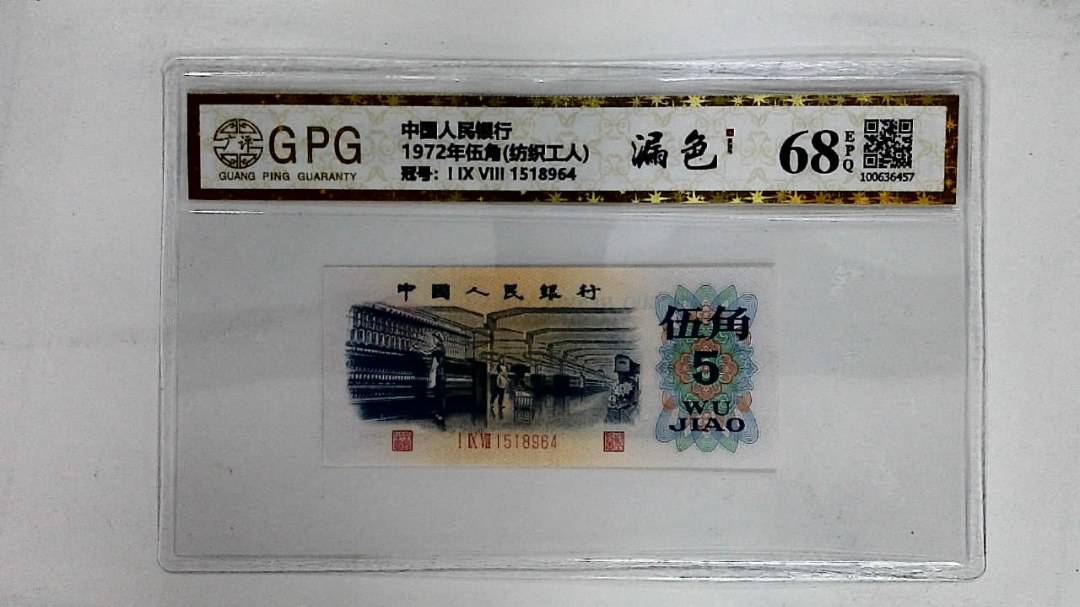 GPG
GUANG PING GUARANTY
中国人民银行
1972年伍角(纺织工人)
冠号: I IX VIII 1518964
漏色
68
EPQ
100636457
中國人民銀行
伍角
5
WU
JIAO
I IX VIII 1518964